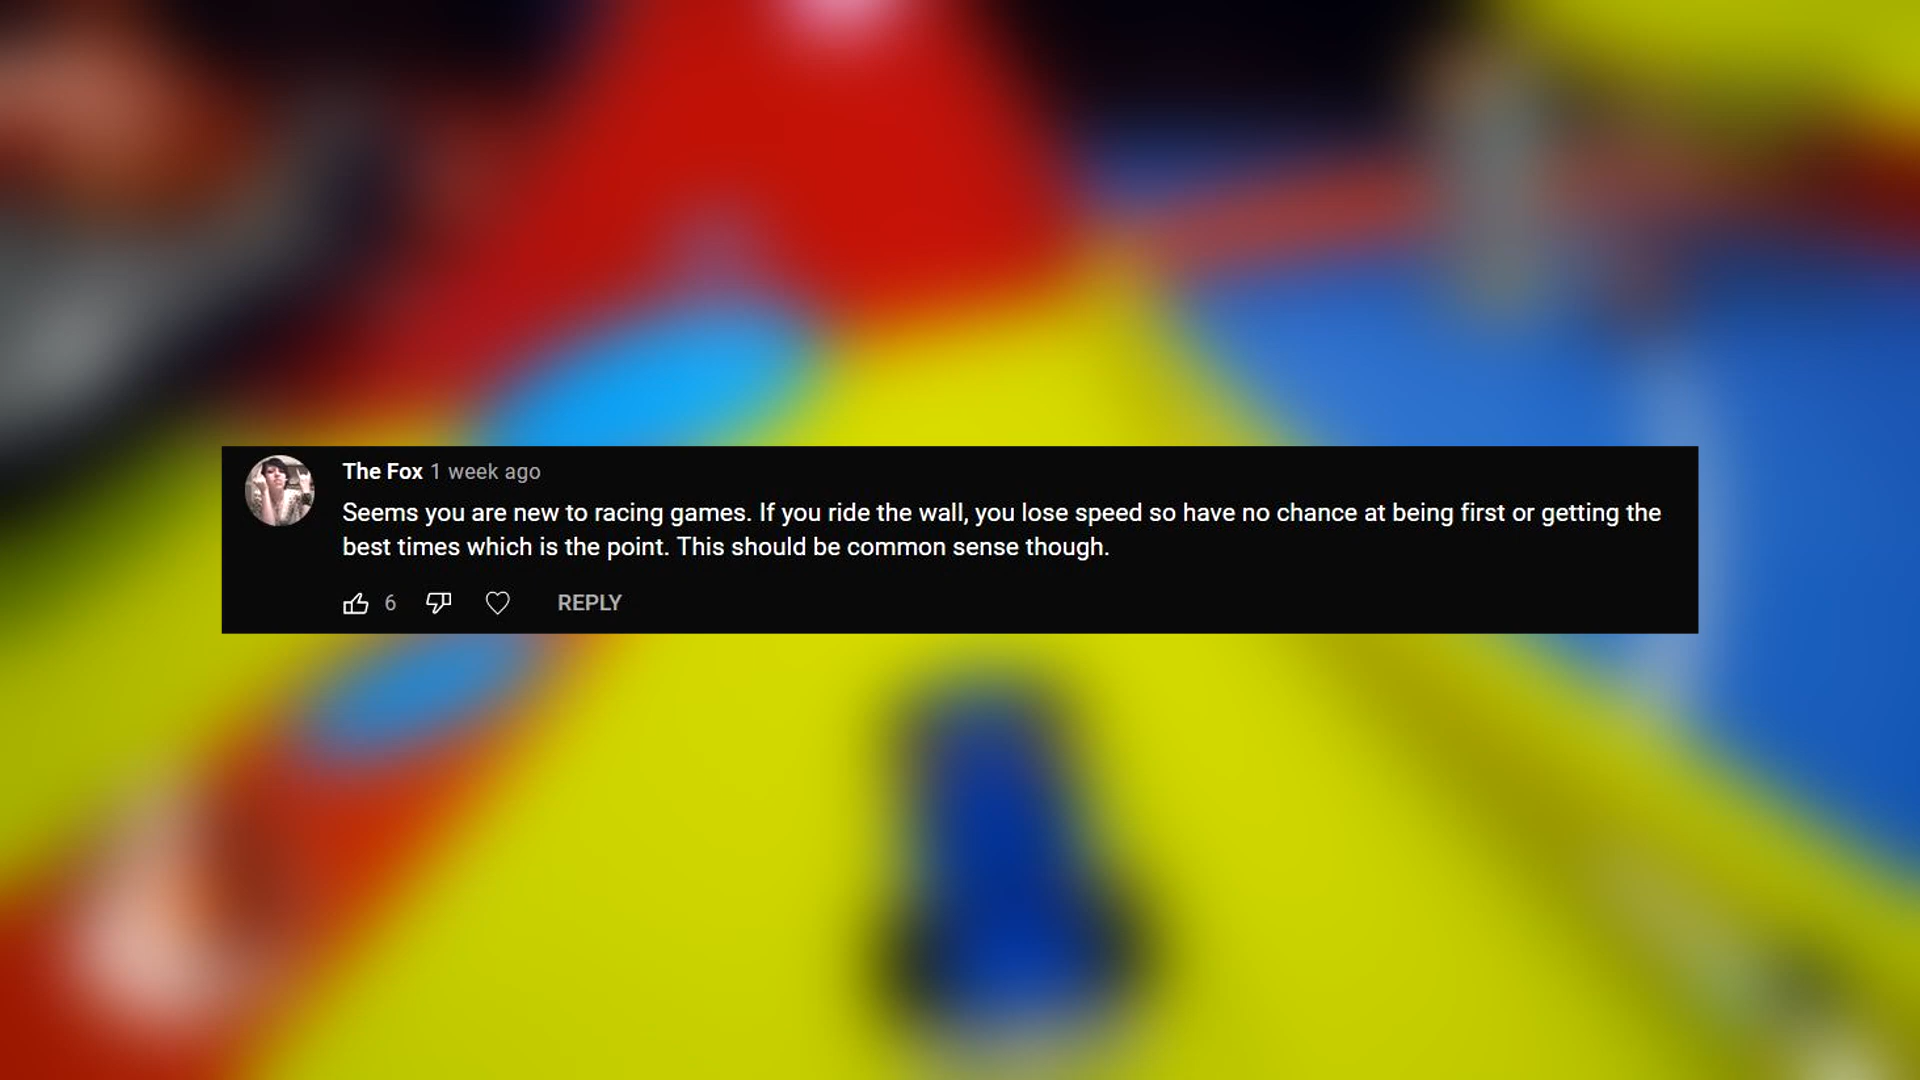 The Fox 1 week ago
Seems you are new to racing games. If you ride the wall, you lose speed so have no chance at being first or getting the
best times which is the point. This should be common sense though.
6 REPLY